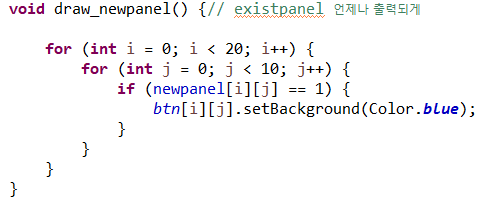 void draw_newpanel() {// existpanel 언제나 출력되게
for (int i = 0; i < 20; i++) {
for (int j = 0; j < 10; j++) {
if (newpanel[i][j] == 1) {
btn[i][j].setBackground(Color.blue);
}
}
}
}